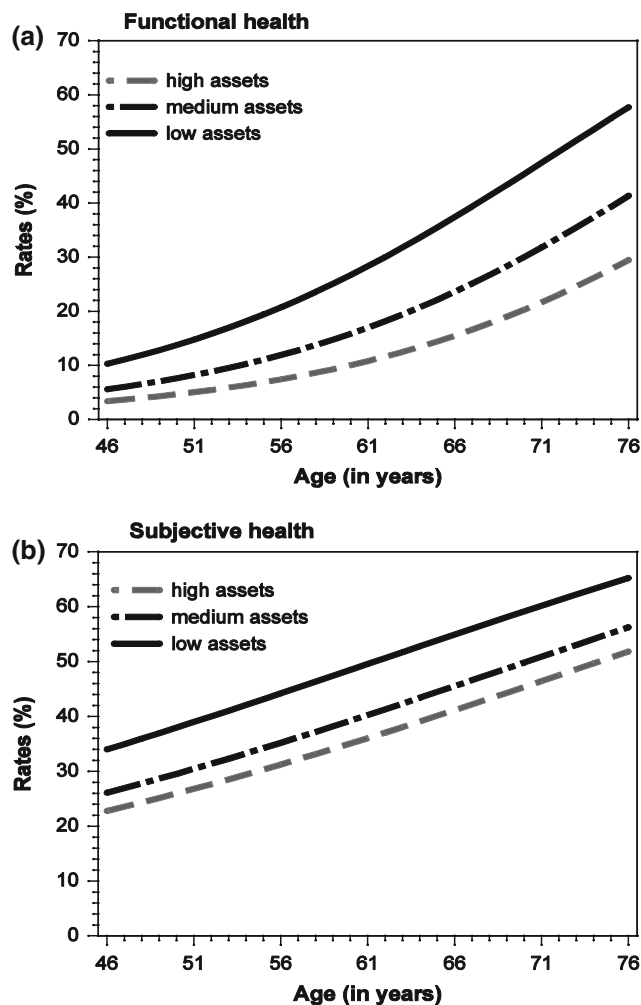 (a)
Functional health
70
60
50
40
30
20
10
0
Rates (%)
high assets
medium assets
low assets
46 51 56 61 66 71 76
Age (in years)
(b)
Subjective health
70
60
50
40
30
20
10
0
Rates (%)
high assets
medium assets
low assets
46 51 56 61 66 71 76
Age (in years)